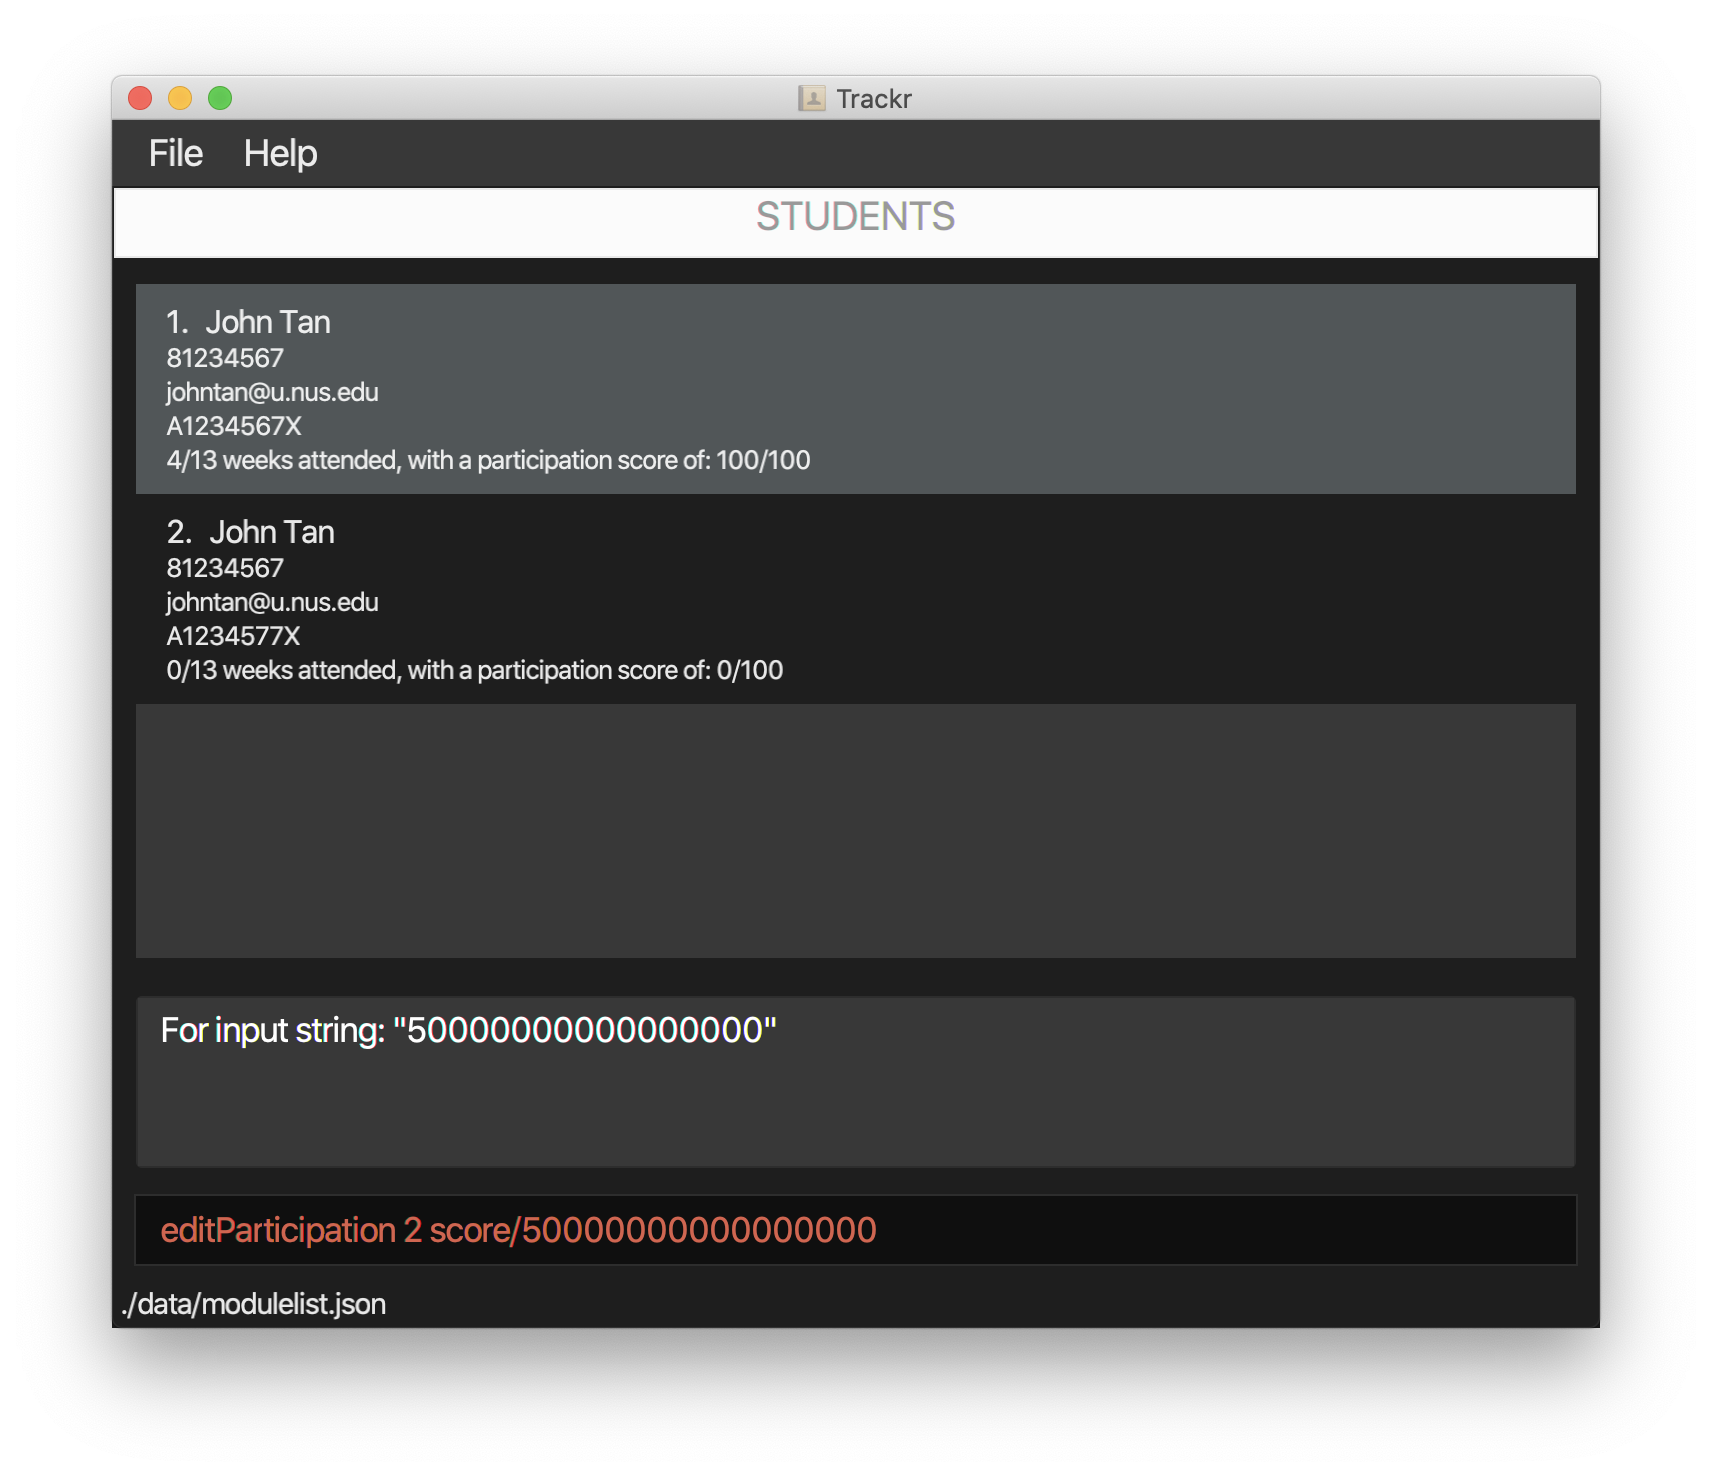 Trackr
File Help
STUDENTS
1. John Tan
81234567
johntan@u.nus.edu
A1234567X
4/13 weeks attended, with a participation score of: 100/100
2. John Tan
81234567
johntan@u.nus.edu
A1234577X
0/13 weeks attended, with a participation score of: 0/100
For input string: "50000000000000000"
editParticipation 2 score/50000000000000000
./data/modulelist.json